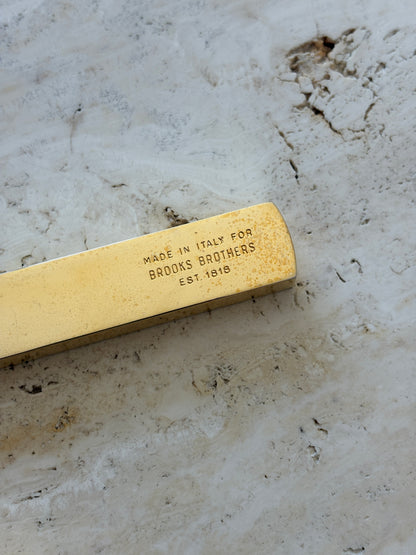 MADE IN ITALY FOR
BROOKS BROTHERS
EST. 1818